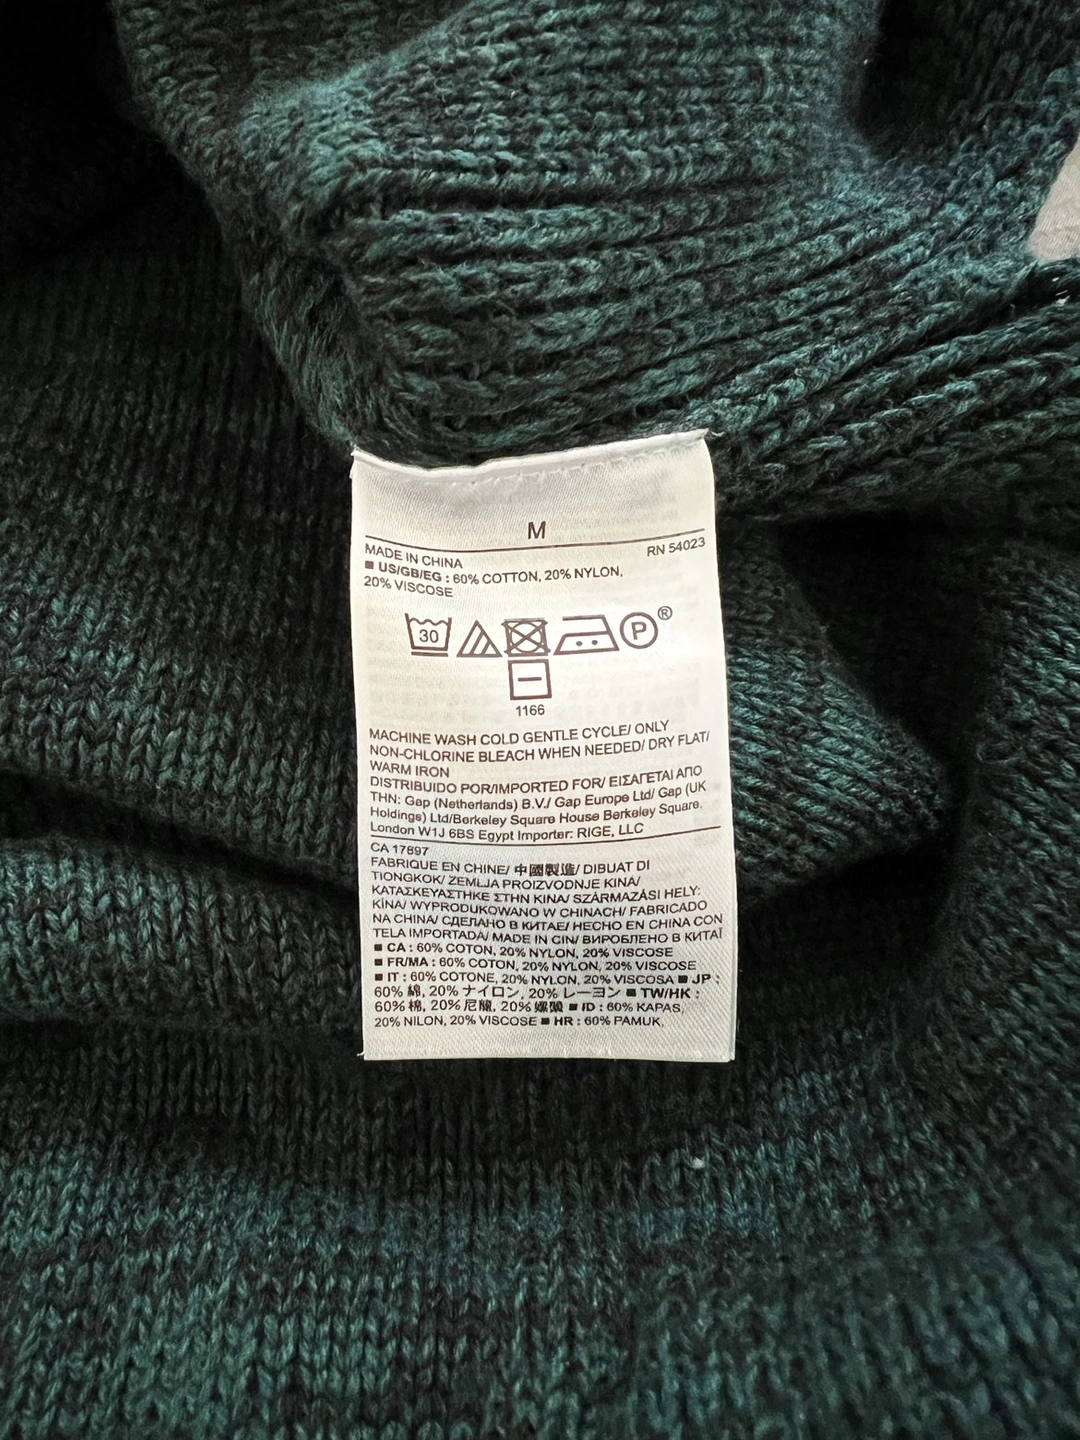 M
MADE IN CHINA RN 54023
■ US/GB/EG : 60% COTTON, 20% NYLON,
20% VISCOSE
30 P ®
1166
MACHINE WASH COLD GENTLE CYCLE/ ONLY
NON-CHLORINE BLEACH WHEN NEEDED/ DRY FLAT/
WARM IRON
DISTRIBUIDO POR/IMPORTED FOR/ ΕΙΣΑΓΕΤΑΙ ΑΠΟ
ΤΗΝ: Gap (Netherlands) B.V./ Gap Europe Ltd/ Gap (UK
Holdings) Ltd/Berkeley Square House Berkeley Square,
London W1J 6BS Egypt Importer: RIGE, LLC
CA 17897
FABRIQUE EN CHINE/ 中國製造/ DIBUAT DI
TIONGKOK/ ZEMLJA PROIZVODNJE KINA/
ΚΑΤΑΣΚΕΥΑΣΤΗΚΕ ΣΤΗΝ ΚΙΝΑ/ SZÁRMAZÁSI HELY:
KÍNA/ WYPRODUKOWANO W CHINACH/ FABRICADO
NA CHINA/ СДЕЛАНО В КИТАЕ/ HECHO EN CHINA CON
TELA IMPORTADA/ MADE IN CIN/ ВИРОБЛЕНО В КИТАЇ
■ CA : 60% COTON, 20% NYLON, 20% VISCOSE
■ FR/MA : 60% COTON, 20% NYLON, 20% VISCOSE
■ IT : 60% COTONE, 20% NYLON, 20% VISCOSA ■ JP :
60% 綿, 20% ナイロン, 20% レーヨン ■ TW/HK :
60% 棉, 20% 尼龍, 20% 嫘縈 ■ ID : 60% KAPAS,
20% NILON, 20% VISCOSE ■ HR : 60% PAMUK,